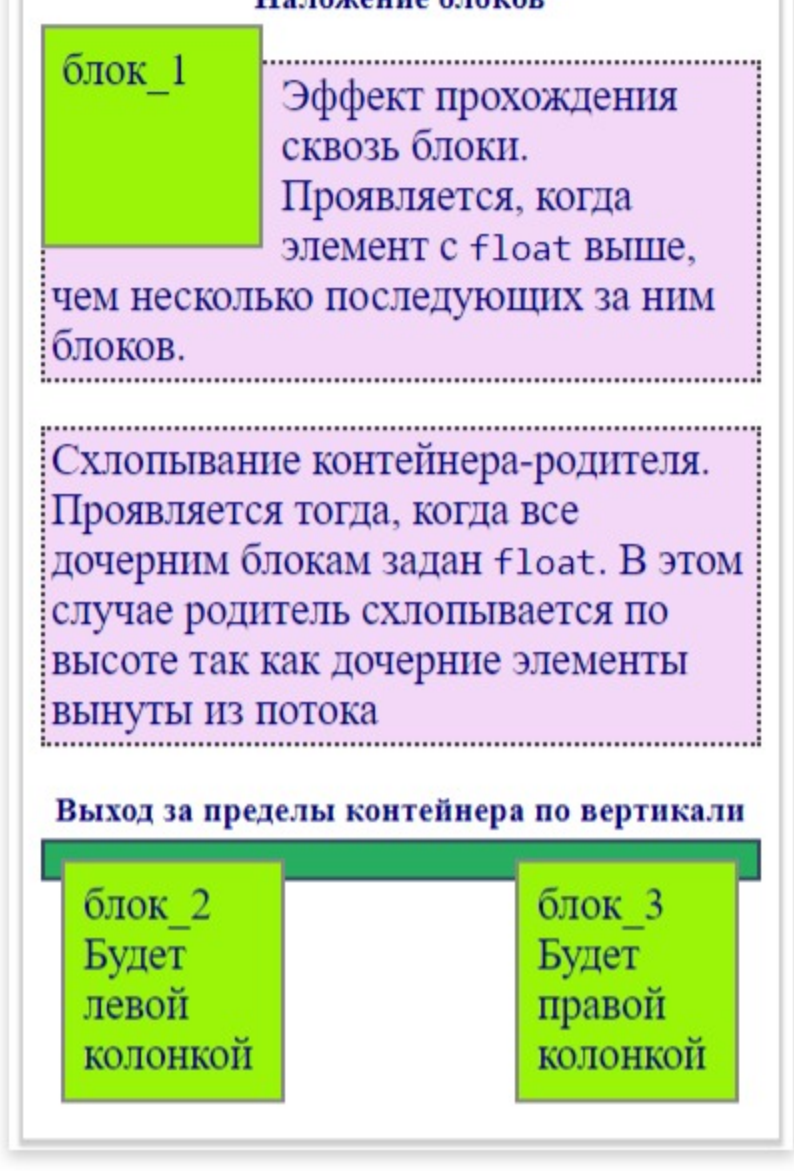 Наложение блоков
блок_1
Эффект прохождения
сквозь блоки.
Проявляется, когда
элемент с float выше,
чем несколько последующих за ним
блоков.
Схлопывание контейнера-родителя.
Проявляется тогда, когда все
дочерним блокам задан float. В этом
случае родитель схлопывается по
высоте так как дочерние элементы
вынуты из потока
Выход за пределы контейнера по вертикали
блок_2
Будет
левой
колонкой
блок_3
Будет
правой
колонкой